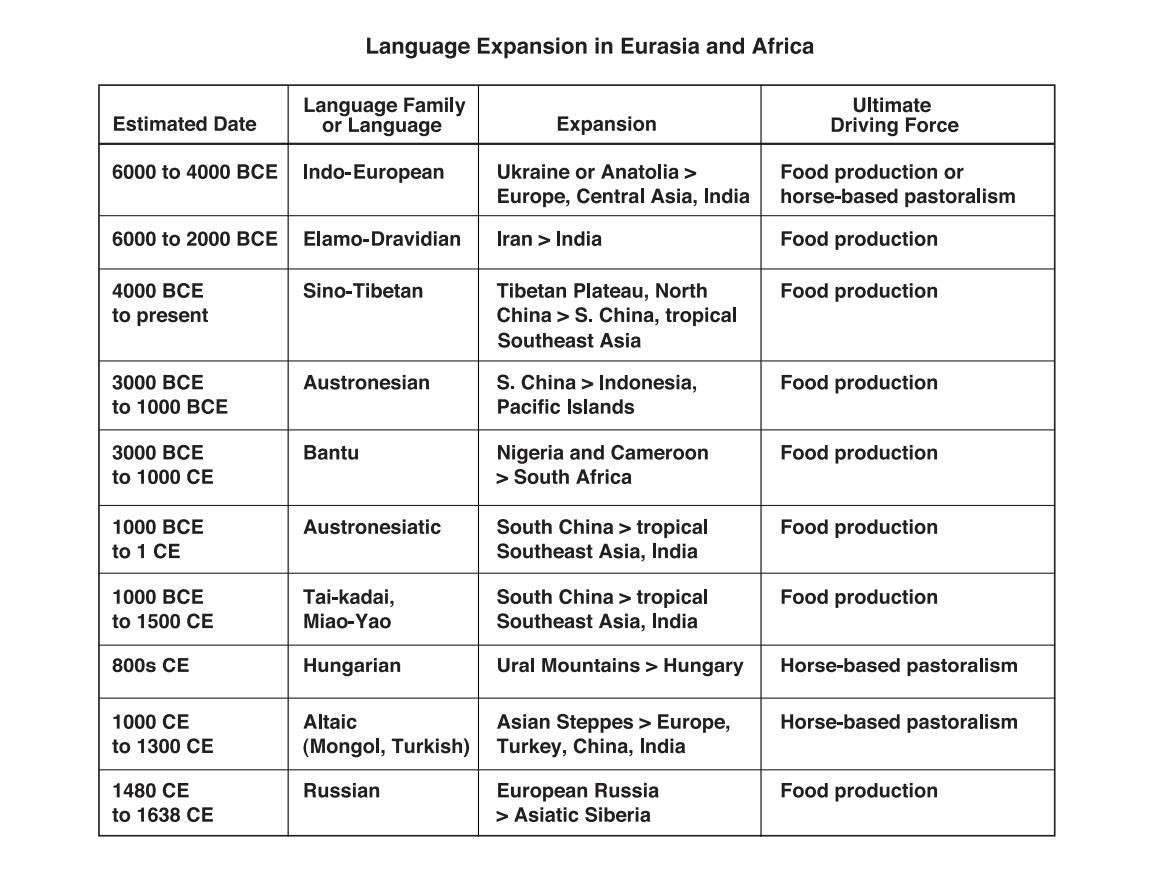 Language Expansion in Eurasia and Africa
Estimated Date
Language Family
or Language
Expansion
Ultimate
Driving Force
6000 to 4000 BCE
Indo-European
Ukraine or Anatolia >
Europe, Central Asia, India
Food production or
horse-based pastoralism
6000 to 2000 BCE
Elamo-Dravidian
Iran > India
Food production
4000 BCE
to present
Sino-Tibetan
Tibetan Plateau, North
China > S. China, tropical
Southeast Asia
Food production
3000 BCE
to 1000 BCE
Austronesian
S. China > Indonesia,
Pacific Islands
Food production
3000 BCE
to 1000 CE
Bantu
Nigeria and Cameroon
> South Africa
Food production
1000 BCE
to 1 CE
Austronesiatic
South China > tropical
Southeast Asia, India
Food production
1000 BCE
to 1500 CE
Tai-kadai,
Miao-Yao
South China > tropical
Southeast Asia, India
Food production
800s CE
Hungarian
Ural Mountains > Hungary
Horse-based pastoralism
1000 CE
to 1300 CE
Altaic
(Mongol, Turkish)
Asian Steppes > Europe,
Turkey, China, India
Horse-based pastoralism
1480 CE
to 1638 CE
Russian
European Russia
> Asiatic Siberia
Food production